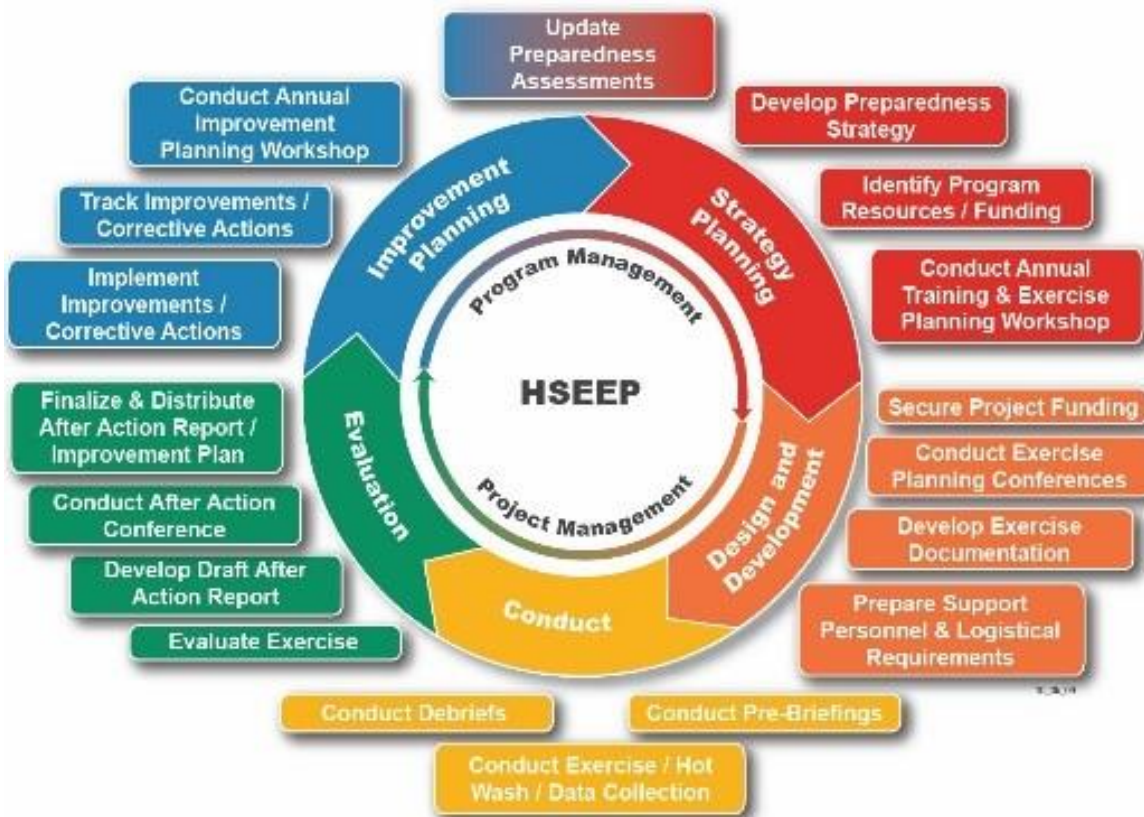 Update
Preparedness
Assessments
Develop Preparedness
Strategy
Identify Program
Resources / Funding
Conduct Annual
Training & Exercise
Planning Workshop
Secure Project Funding
Conduct Exercise
Planning Conferences
Develop Exercise
Documentation
Prepare Support
Personnel & Logistical
Requirements
Conduct Pre-Briefings
Conduct Exercise / Hot
Wash / Data Collection
Conduct Debriefs
Evaluate Exercise
Develop Draft After
Action Report
Conduct After Action
Conference
Finalize & Distribute
After Action Report /
Improvement Plan
Implement
Improvements /
Corrective Actions
Track Improvements /
Corrective Actions
Conduct Annual
Improvement
Planning Workshop
Improvement
Planning
Strategy
Planning
Design and
Development
Conduct
Evaluation
Program Management
HSEEP
Project Management